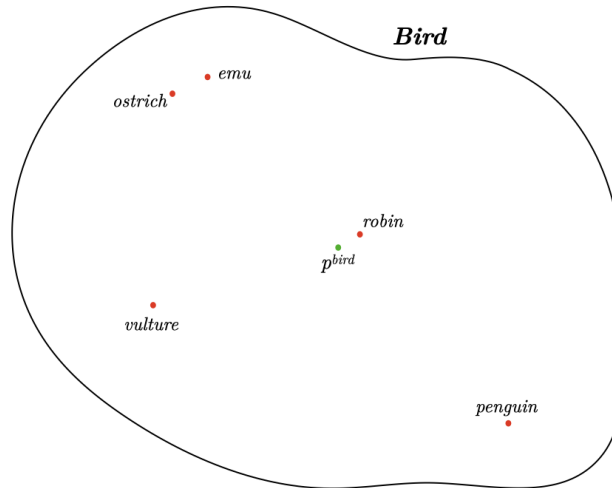 Bird
emu
ostrich
robin
p^bird
vulture
penguin